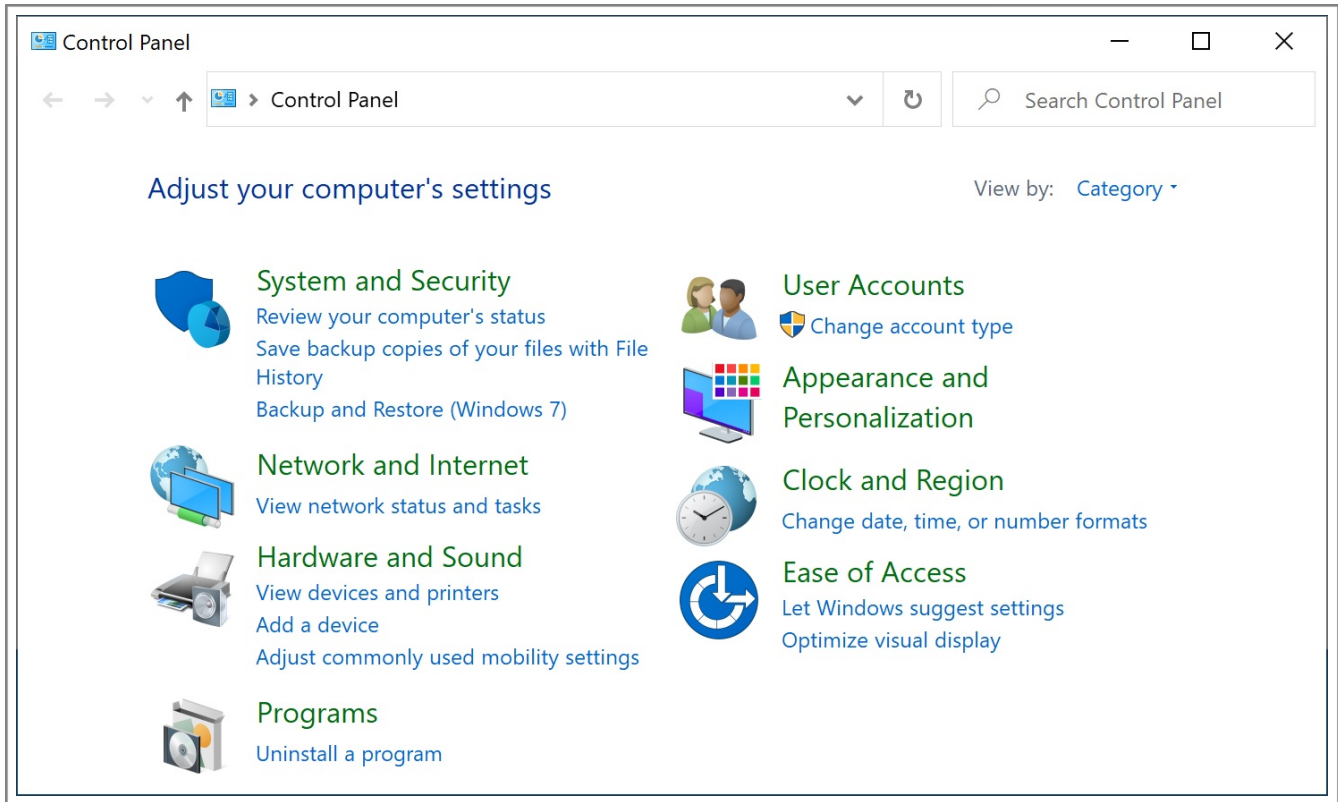 Control Panel
Control Panel
Search Control Panel
Adjust your computer's settings
View by: Category
System and Security
Review your computer's status
Save backup copies of your files with File
History
Backup and Restore (Windows 7)
Network and Internet
View network status and tasks
Hardware and Sound
View devices and printers
Add a device
Adjust commonly used mobility settings
Programs
Uninstall a program
User Accounts
Change account type
Appearance and
Personalization
Clock and Region
Change date, time, or number formats
Ease of Access
Let Windows suggest settings
Optimize visual display